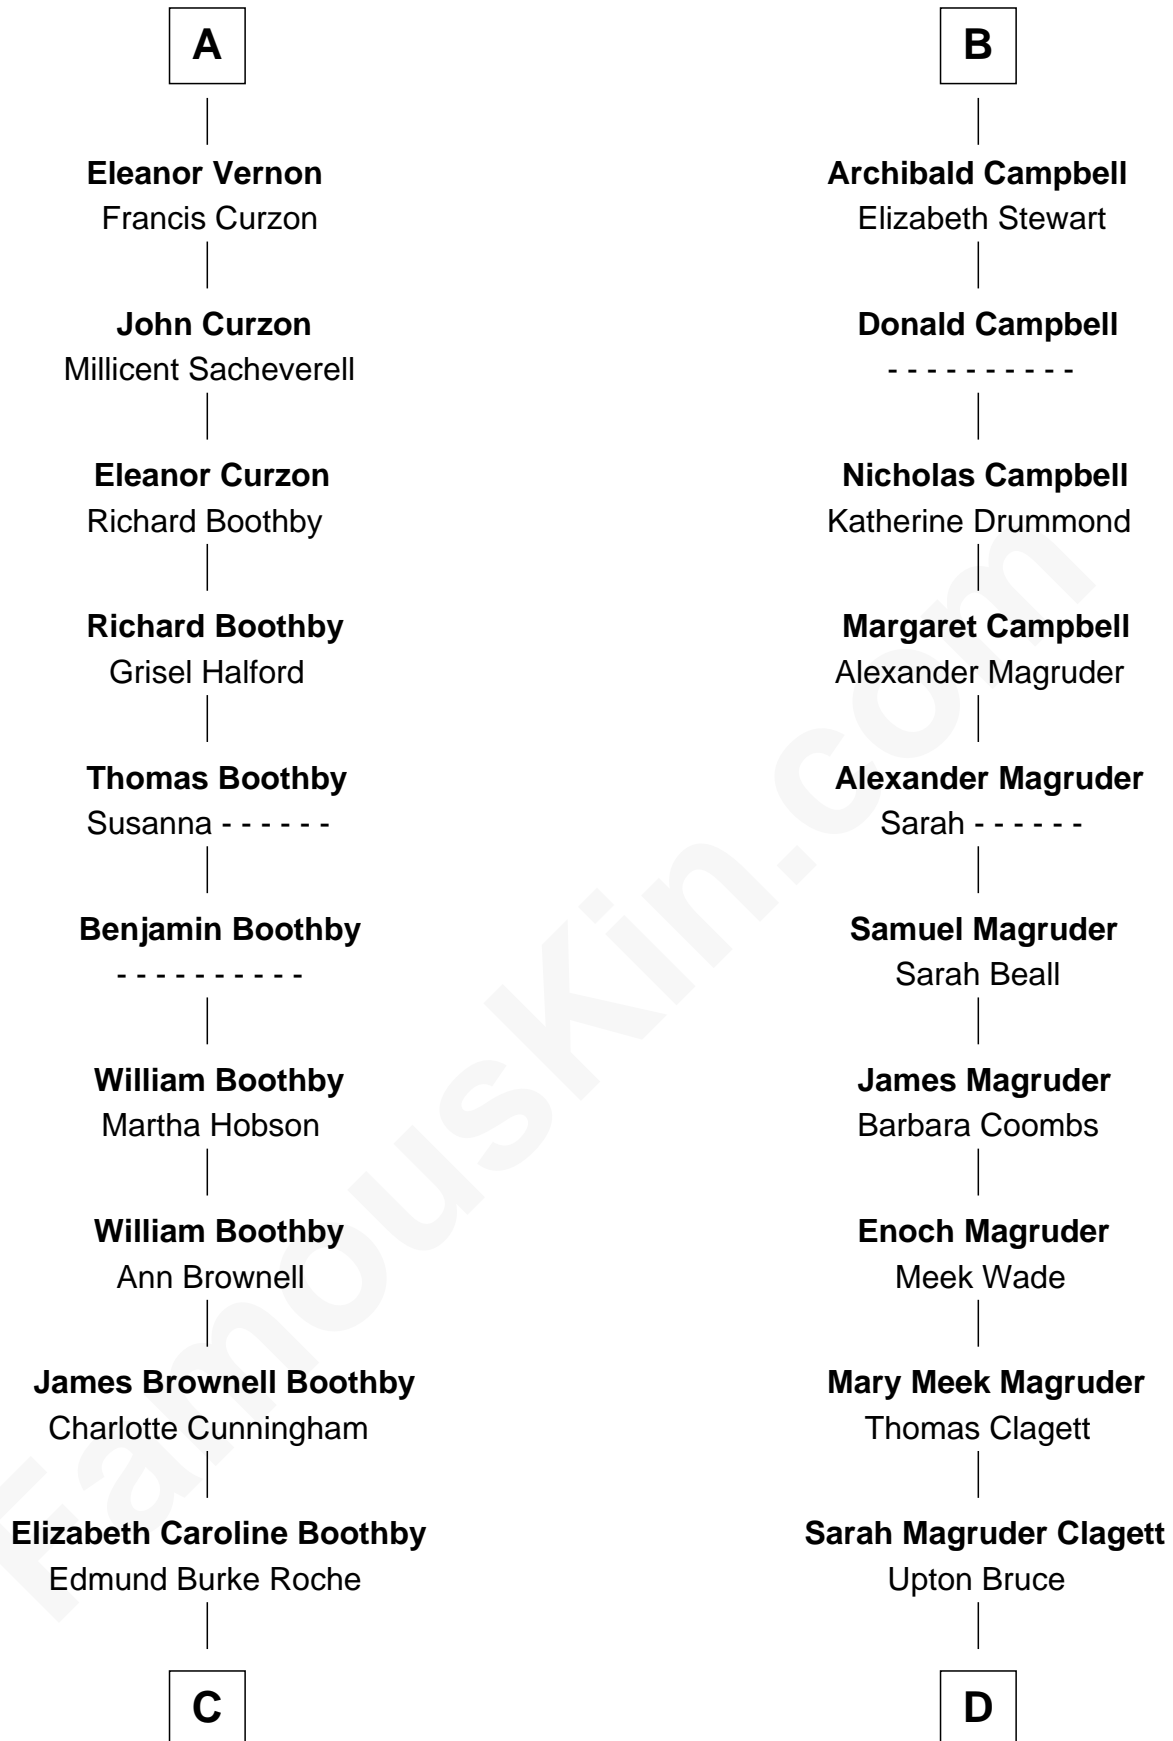 A
Eleanor Vernon
Francis Curzon
John Curzon
Millicent Sacheverell
Eleanor Curzon
Richard Boothby
Richard Boothby
Grisel Halford
Thomas Boothby
Susanna - - - - - -
Benjamin Boothby
- - - - - - - - - -
William Boothby
Martha Hobson
William Boothby
Ann Brownell
James Brownell Boothby
Charlotte Cunningham
Elizabeth Caroline Boothby
Edmund Burke Roche
C
B
Archibald Campbell
Elizabeth Stewart
Donald Campbell
- - - - - - - - - -
Nicholas Campbell
Katherine Drummond
Margaret Campbell
Alexander Magruder
Alexander Magruder
Sarah - - - - - -
Samuel Magruder
Sarah Beall
James Magruder
Barbara Coombs
Enoch Magruder
Meek Wade
Mary Meek Magruder
Thomas Clagett
Sarah Magruder Clagett
Upton Bruce
D
FamousKin.com